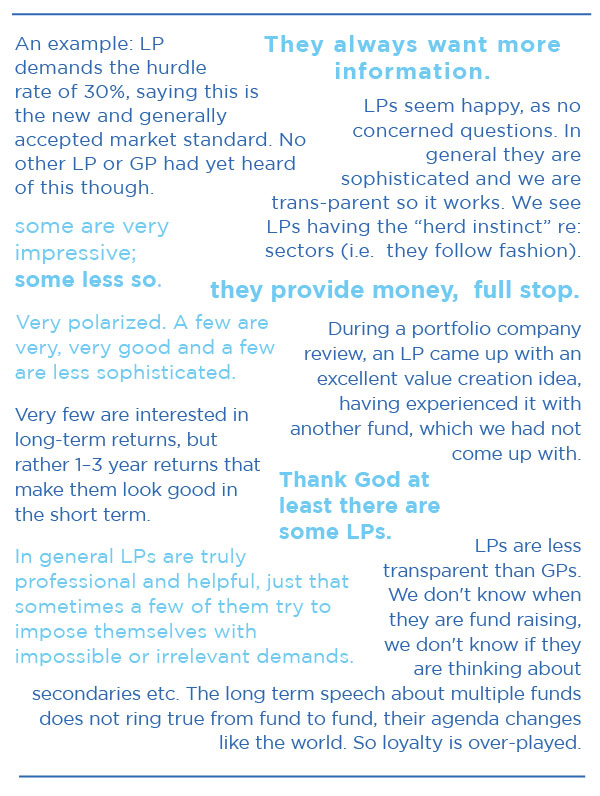 An example: LP
demands the hurdle
rate of 30%, saying this is
the new and generally
accepted market standard. No
other LP or GP had yet heard
of this though.
They always want more
information.
LPs seem happy, as no
concerned questions. In
general they are
sophisticated and we are
trans-parent so it works. We see
LPs having the “herd instinct” re:
sectors (i.e. they follow fashion).
some are very
impressive;
some less so.
they provide money, full stop.
Very polarized. A few are
very, very good and a few
are less sophisticated.
During a portfolio company
review, an LP came up with an
excellent value creation idea,
having experienced it with
another fund, which we had not
come up with.
Very few are interested in
long-term returns, but
rather 1–3 year returns that
make them look good in
the short term.
Thank God at
least there are
some LPs.
In general LPs are truly
professional and helpful, just that
sometimes a few of them try to
impose themselves with
impossible or irrelevant demands.
LPs are less
transparent than GPs.
We don't know when
they are fund raising,
we don't know if they
are thinking about
secondaries etc. The long term speech about multiple funds
does not ring true from fund to fund, their agenda changes
like the world. So loyalty is over-played.